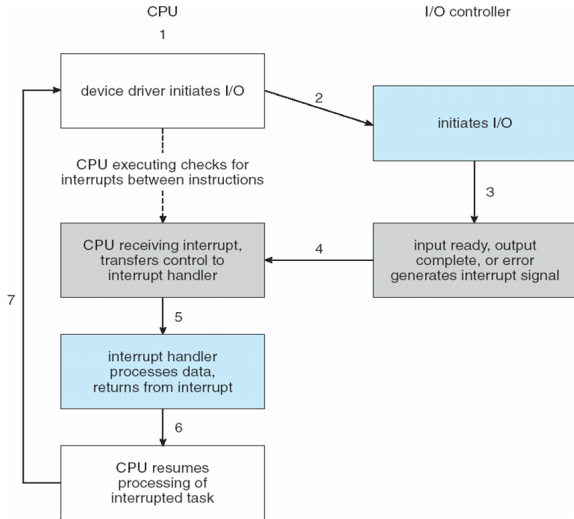 CPU
I/O controller
1
device driver initiates I/O
2
initiates I/O
CPU executing checks for
interrupts between instructions
3
CPU receiving interrupt,
transfers control to
interrupt handler
4
input ready, output
complete, or error
generates interrupt signal
7
5
interrupt handler
processes data,
returns from interrupt
6
CPU resumes
processing of
interrupted task